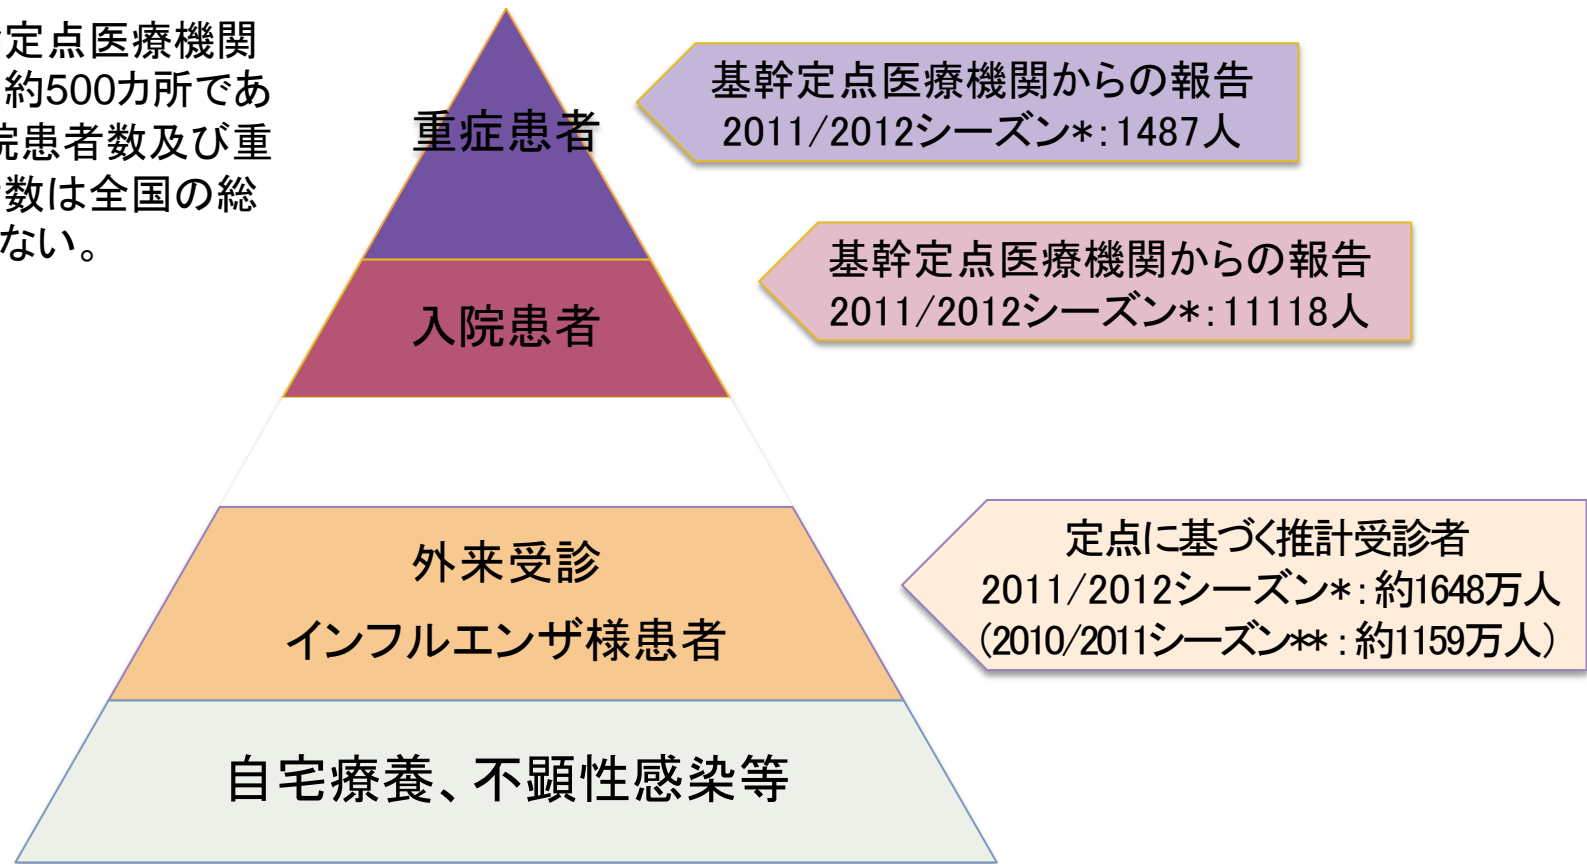 定点医療機関
約500カ所であ
院患者数及び重
数は全国の総
ない。
重症患者
基幹定点医療機関からの報告
2011/2012シーズン*:1487人
入院患者
基幹定点医療機関からの報告
2011/2012シーズン*:11118人
外来受診
インフルエンザ様患者
定点に基づく推計受診者
2011/2012シーズン*:約1648万人
(2010/2011シーズン**:約1159万人)
自宅療養、不顕性感染等